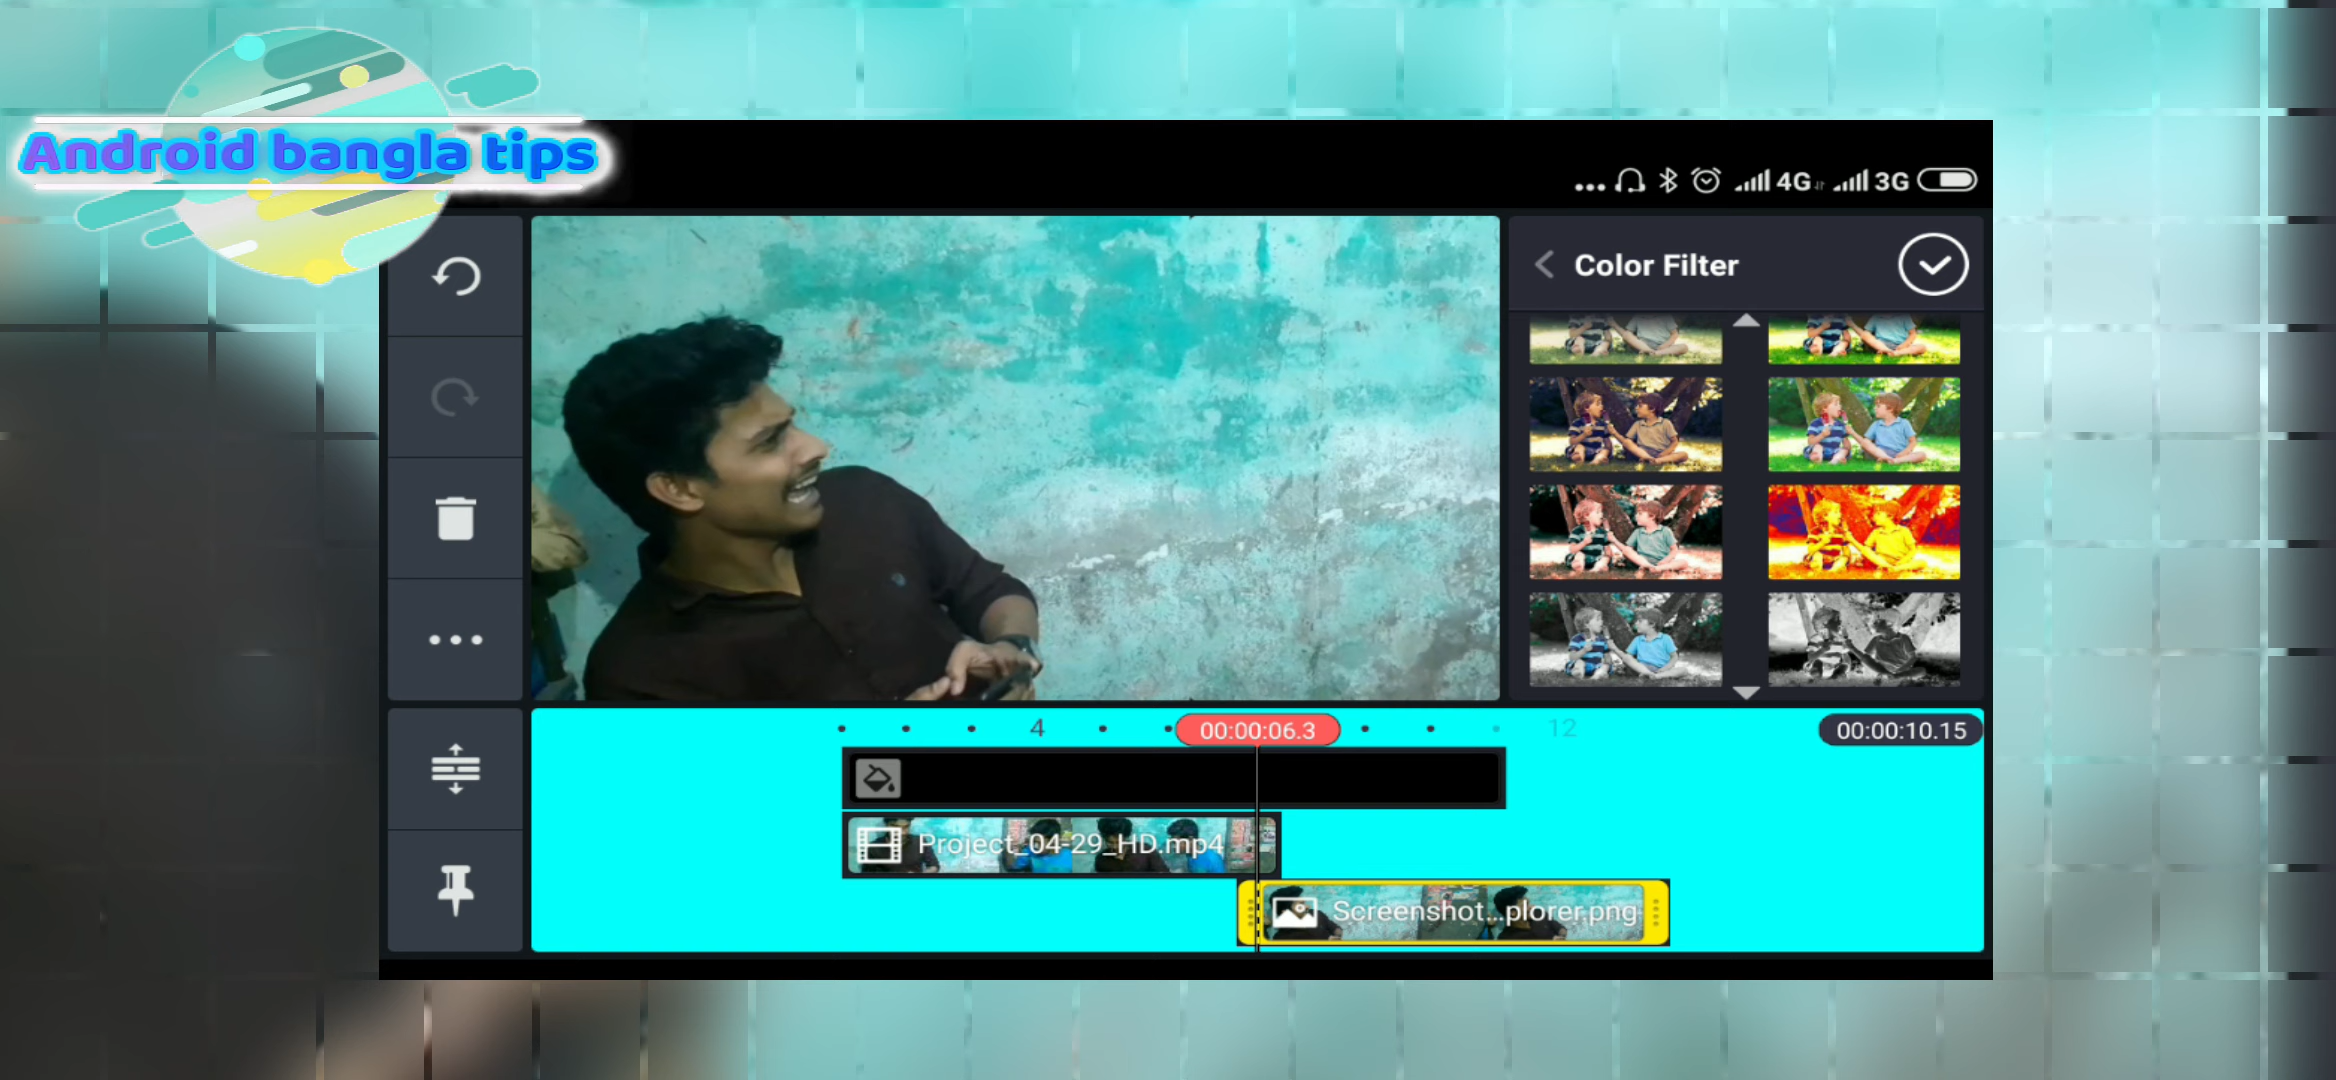 Android bangla tips
4G 3G
Color Filter
4 00:00:06.3 12 00:00:10.15
Project_04-29_HD.mp4
Screenshot...plorer.png